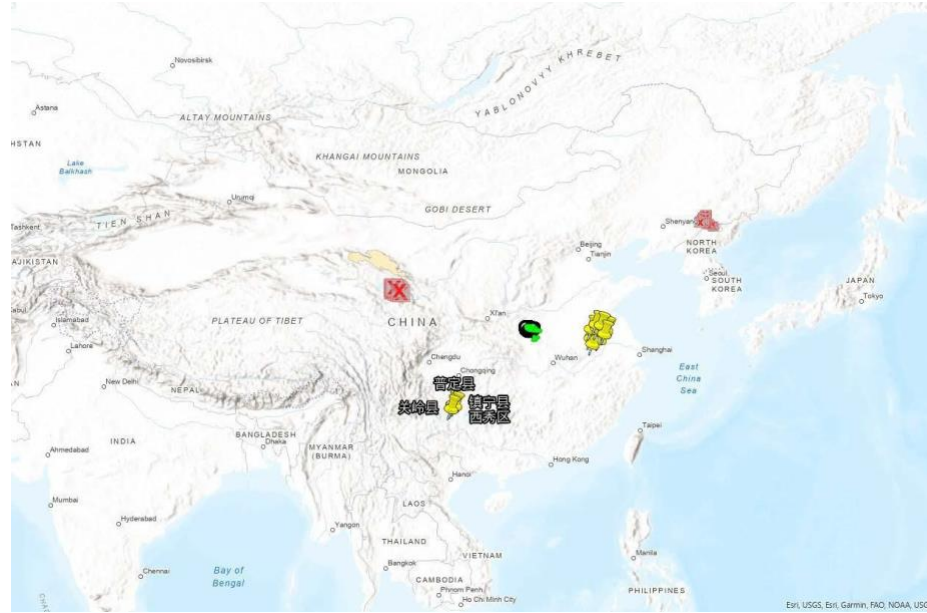 Novosibirsk
Astana
ALTAY MOUNTAINS
YABLONOVYY KHREBET
Lake
Balkhash
KHANGAI MOUNTAINS
MONGOLIA
Urumqi
TIEN SHAN
GOBI DESERT
Tashkent
Shenyang
Beijing
Tianjin
NORTH
KOREA
Seoul
SOUTH
KOREA
JAPAN
Tokyo
Islamabad
PLATEAU OF TIBET
CHINA
Xi'an
Lahore
Shanghai
Wuhan
Chengdu
Chongqing
East
China
Sea
New Delhi
NEPAL
普定县
关岭县
镇宁县
西秀区
Taipei
INDIA
BANGLADESH
Dhaka
MYANMAR
(BURMA)
Ahmedabad
Hanoi
Hong Kong
Mumbai
LAOS
Hyderabad
Yangon
THAILAND
VIETNAM
Manila
Bay of
Bengal
Chennai
Bangkok
CAMBODIA
Phnom Penh
Ho Chi Minh City
PHILIPPINES
Esri, USGS, Esri, Garmin, FAO, NOAA,